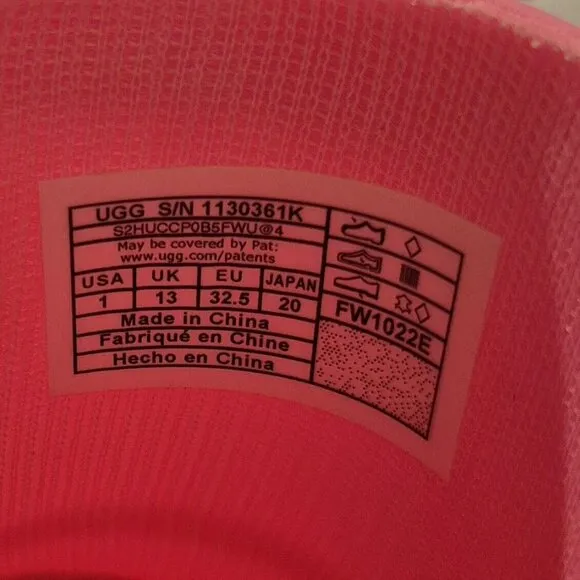 UGG S/N 1130361K
S2HUCCP0B5FWU@4
May be covered by Pat:
www.ugg.com/patents
USA UK EU JAPAN
1 13 32.5 20
Made in China
Fabriqué en Chine
Hecho en China
FW1022E